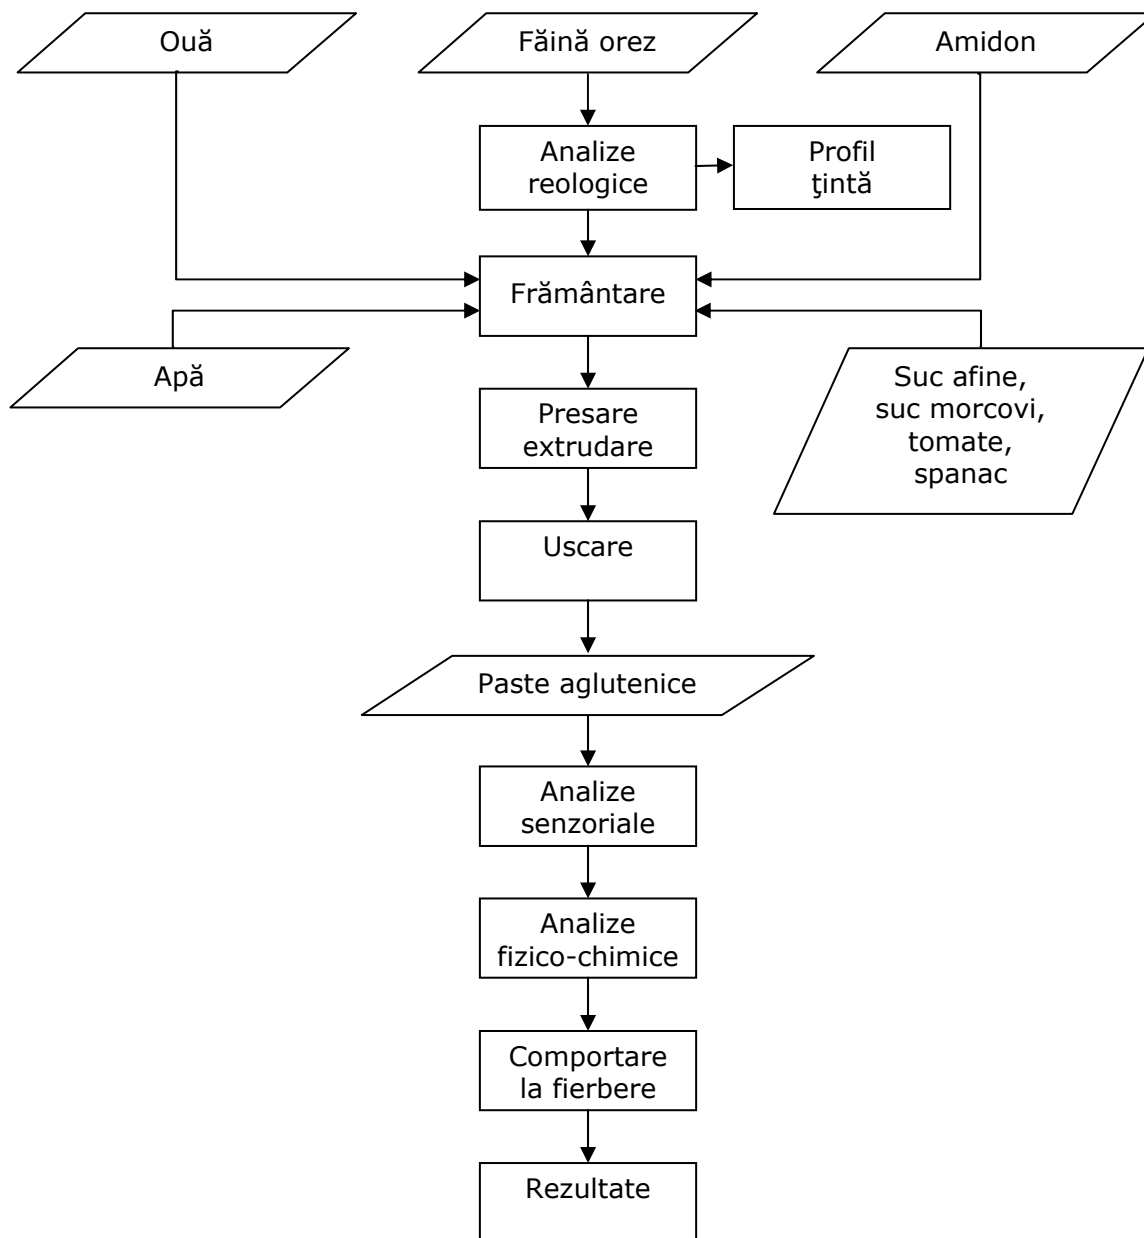 Ouă
Făină orez
Amidon
Analize
reologice
Profil
ţintă
Frământare
Apă
Suc afine,
suc morcovi,
tomate,
spanac
Presare
extrudare
Uscare
Paste aglutenice
Analize
senzoriale
Analize
fizico-chimice
Comportare
la fierbere
Rezultate